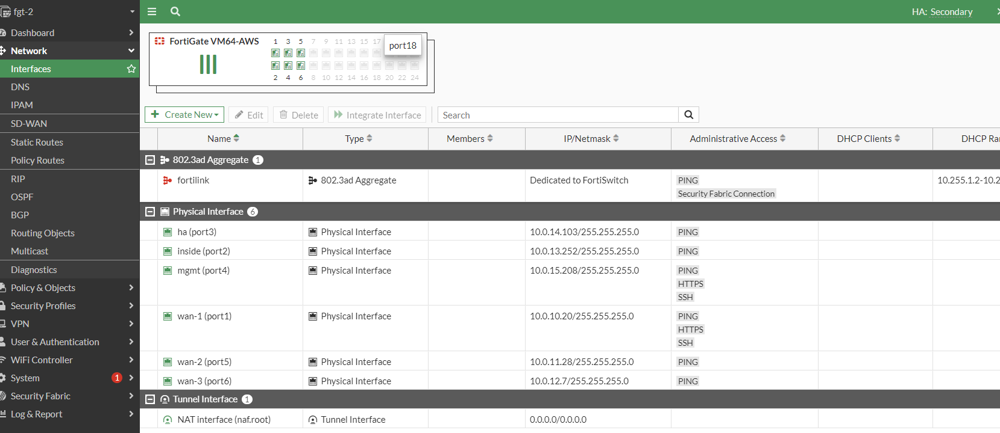 fgt-2
HA: Secondary
Dashboard
Network
Interfaces
DNS
IPAM
SD-WAN
Static Routes
Policy Routes
RIP
OSPF
BGP
Routing Objects
Multicast
Diagnostics
Policy & Objects
Security Profiles
VPN
User & Authentication
WiFi Controller
System 1
Security Fabric
Log & Report
FortiGate VM64-AWS
1 3 5 7 9 11 13 15 17
port18
2 4 6 8 10 12 14 16 18 20 22 24
Create New Edit Delete Integrate Interface Search
Name Type Members IP/Netmask Administrative Access DHCP Clients DHCP Ra
802.3ad Aggregate 1
fortilink 802.3ad Aggregate Dedicated to FortiSwitch PING 10.255.1.2-10.2
Security Fabric Connection
Physical Interface 6
ha (port3) Physical Interface 10.0.14.103/255.255.255.0 PING
inside (port2) Physical Interface 10.0.13.252/255.255.255.0 PING
mgmt (port4) Physical Interface 10.0.15.208/255.255.255.0 PING
HTTPS
SSH
wan-1 (port1) Physical Interface 10.0.10.20/255.255.255.0 PING
HTTPS
SSH
wan-2 (port5) Physical Interface 10.0.11.28/255.255.255.0 PING
wan-3 (port6) Physical Interface 10.0.12.7/255.255.255.0 PING
Tunnel Interface 1
NAT interface (naf.root) Tunnel Interface 0.0.0.0/0.0.0.0